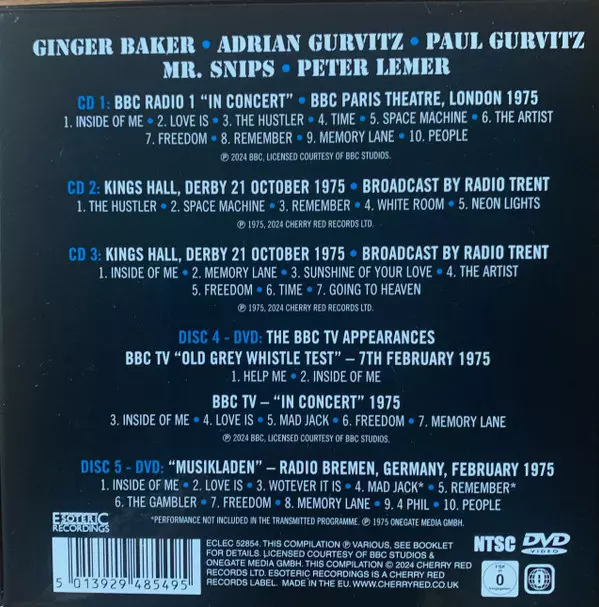 GINGER BAKER • ADRIAN GURVITZ • PAUL GURVITZ
MR. SNIPS • PETER LEMER
CD 1: BBC RADIO 1 “IN CONCERT” • BBC PARIS THEATRE, LONDON 1975
1. INSIDE OF ME • 2. LOVE IS • 3. THE HUSTLER • 4. TIME • 5. SPACE MACHINE • 6. THE ARTIST
7. FREEDOM • 8. REMEMBER • 9. MEMORY LANE • 10. PEOPLE
℗ 2024 BBC, LICENSED COURTESY OF BBC STUDIOS.
CD 2: KINGS HALL, DERBY 21 OCTOBER 1975 • BROADCAST BY RADIO TRENT
1. THE HUSTLER • 2. SPACE MACHINE • 3. REMEMBER • 4. WHITE ROOM • 5. NEON LIGHTS
℗ 1975, 2024 CHERRY RED RECORDS LTD.
CD 3: KINGS HALL, DERBY 21 OCTOBER 1975 • BROADCAST BY RADIO TRENT
1. INSIDE OF ME • 2. MEMORY LANE • 3. SUNSHINE OF YOUR LOVE • 4. THE ARTIST
5. FREEDOM • 6. TIME • 7. GOING TO HEAVEN
℗ 1975, 2024 CHERRY RED RECORDS LTD.
DISC 4 - DVD: THE BBC TV APPEARANCES
BBC TV “OLD GREY WHISTLE TEST” – 7TH FEBRUARY 1975
1. HELP ME • 2. INSIDE OF ME
BBC TV – “IN CONCERT” 1975
3. INSIDE OF ME • 4. LOVE IS • 5. MAD JACK • 6. FREEDOM • 7. MEMORY LANE
℗ 2024 BBC, LICENSED COURTESY OF BBC STUDIOS.
DISC 5 - DVD: “MUSIKLADEN” – RADIO BREMEN, GERMANY, FEBRUARY 1975
1. INSIDE OF ME • 2. LOVE IS • 3. WOTEVER IT IS • 4. MAD JACK* • 5. REMEMBER*
6. THE GAMBLER • 7. FREEDOM • 8. MEMORY LANE • 9. 4 PHIL • 10. PEOPLE
*PERFORMANCE NOT INCLUDED IN THE TRANSMITTED PROGRAMME. ℗ 1975 ONEGATE MEDIA GMBH.
ESOTERIC
RECORDINGS
ECLEC 52854. THIS COMPILATION ℗ VARIOUS. SEE BOOKLET
FOR DETAILS. LICENSED COURTESY OF BBC STUDIOS &
ONEGATE MEDIA GMBH. THIS COMPILATION © 2024 CHERRY RED
RECORDS LTD. ESOTERIC RECORDINGS IS A CHERRY RED
RECORDS LABEL. MADE IN THE E.U. WWW.CHERRYRED.CO.UK
5 013929 485495
NTSC DVD
VIDEO
0
0